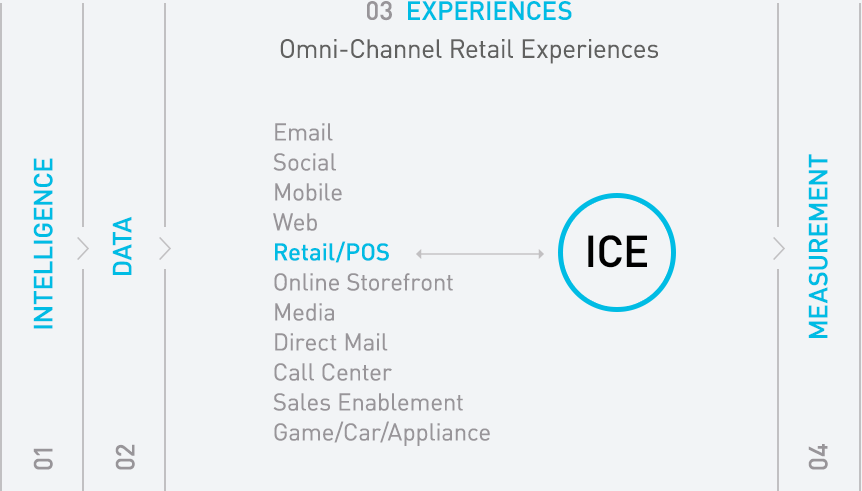 03 EXPERIENCES
Omni-Channel Retail Experiences
INTELLIGENCE
01
DATA
02
Email
Social
Mobile
Web
Retail/POS
Online Storefront
Media
Direct Mail
Call Center
Sales Enablement
Game/Car/Appliance
ICE
MEASUREMENT
04